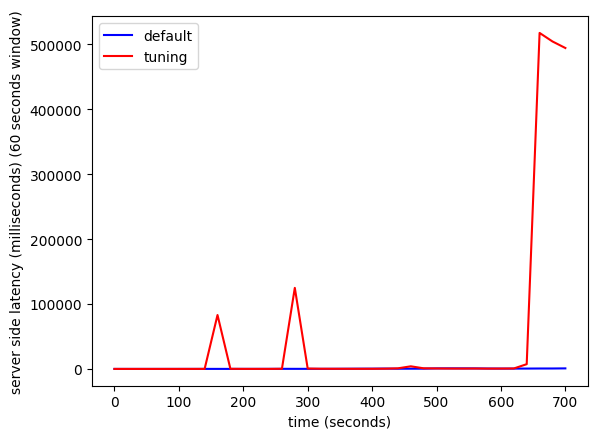 default
tuning
server side latency (milliseconds) (60 seconds window)
500000
400000
300000
200000
100000
0
0 100 200 300 400 500 600 700
time (seconds)